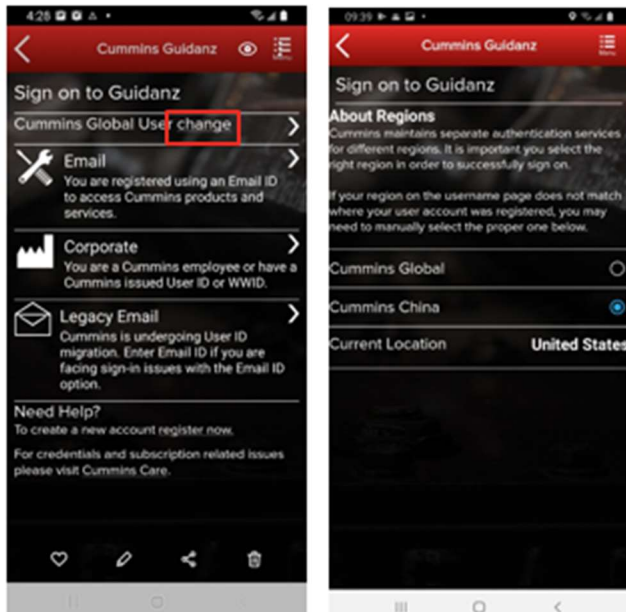 4:28
Cummins Guidanz
Menu
Sign on to Guidanz
Cummins Global User change
Email
You are registered using an Email ID
to access Cummins products and
services.
Corporate
You are a Cummins employee or have a
Cummins issued User ID or WWID.
Legacy Email
Cummins is undergoing User ID
migration. Enter Email ID if you are
facing sign-in issues with the Email ID
option.
Need Help?
To create a new account register now.
For credentials and subscription related issues
please visit Cummins Care.
09:39
Cummins Guidanz
Menu
Sign on to Guidanz
About Regions
Cummins maintains separate authentication services
for different regions. It is important you select the
right region in order to successfully sign on.
If your region on the username page does not match
where your user account was registered, you may
need to manually select the proper one below.
Cummins Global
Cummins China
Current Location United States